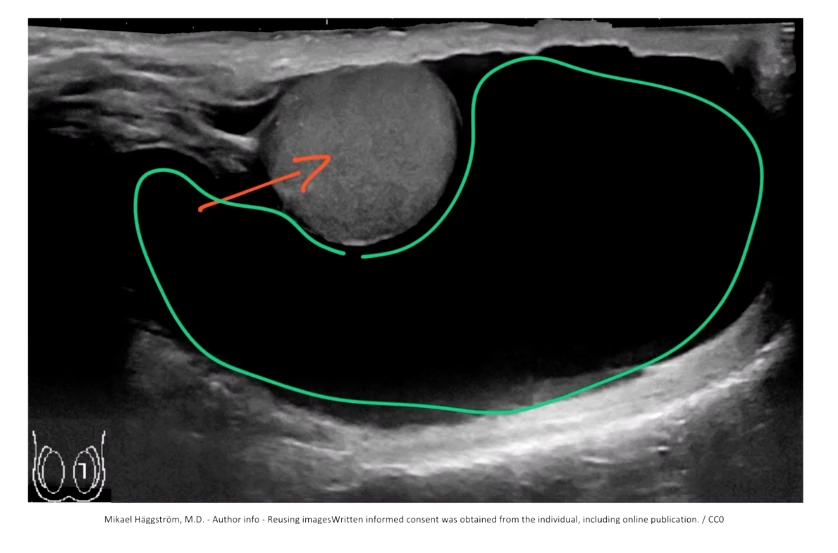 Mikael Häggström, M.D. - Author info - Reusing imagesWritten informed consent was obtained from the individual, including online publication. / CC0